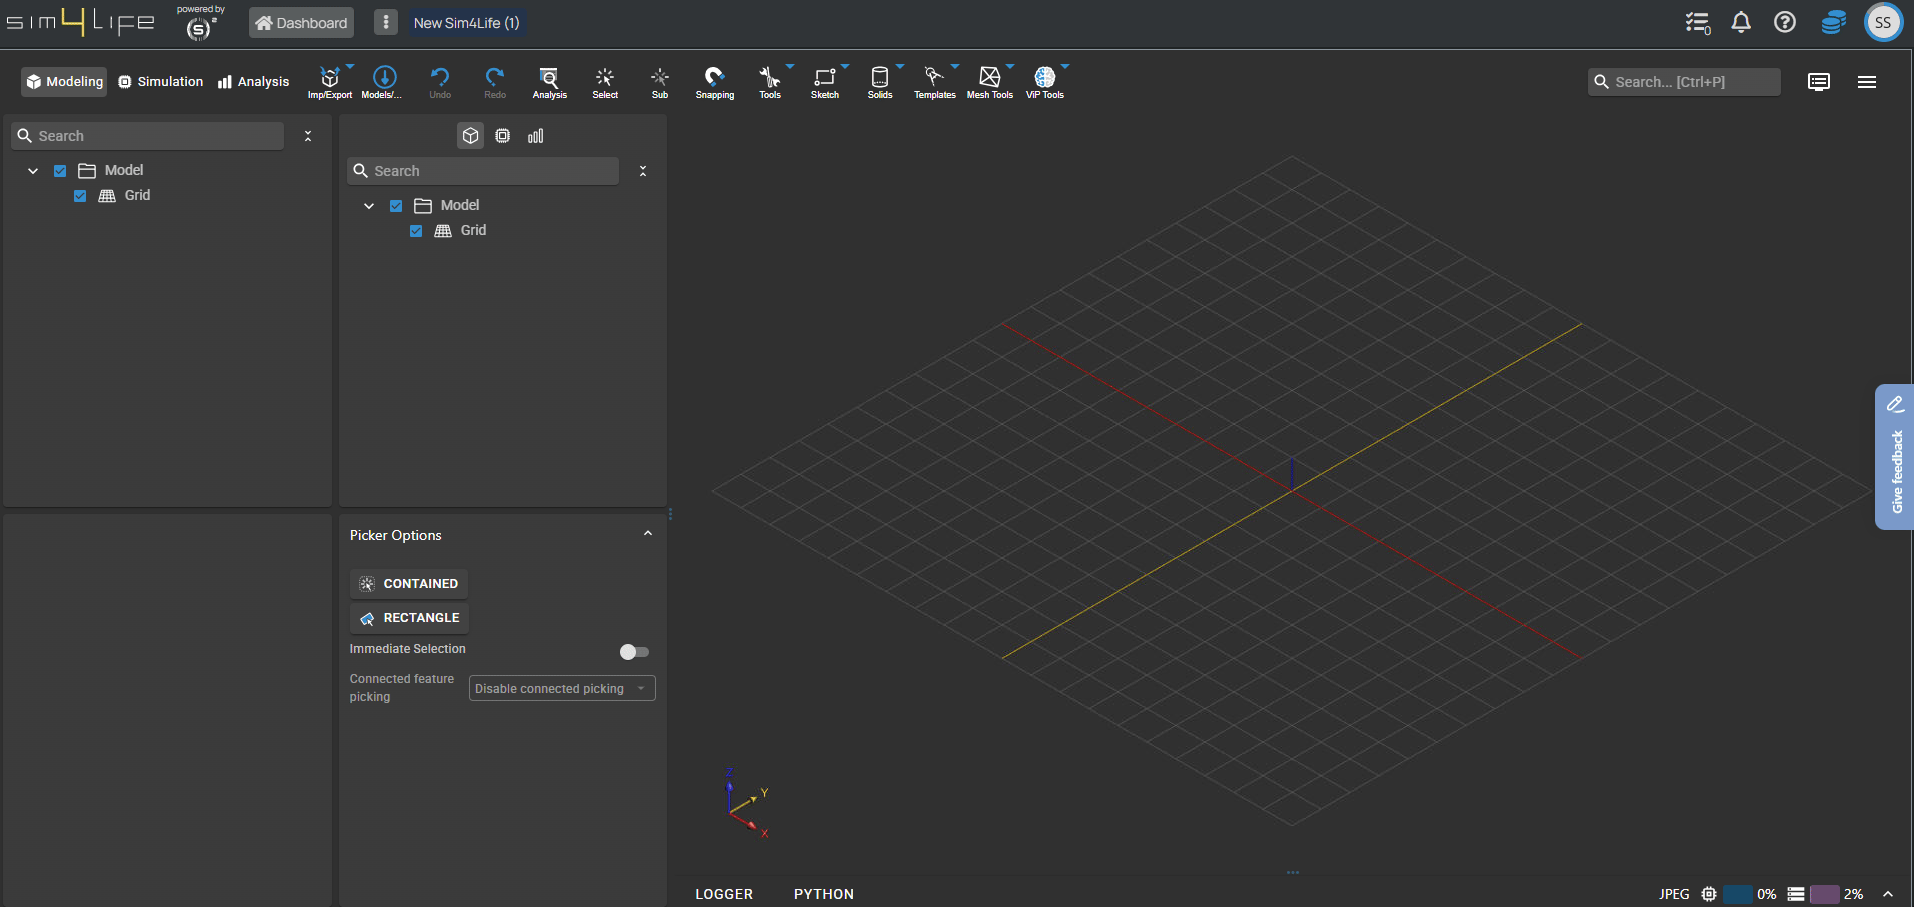 sim4Life
powered by
S 2
Dashboard
New Sim4Life (1)
0
SS
Modeling
Simulation
Analysis
Imp/Export
Models/...
Undo
Redo
Analysis
Select
Sub
Snapping
Tools
Sketch
Solids
Templates
Mesh Tools
ViP Tools
Search... [Ctrl+P]
Search
Model
Grid
Search
Model
Grid
Picker Options
CONTAINED
RECTANGLE
Immediate Selection
Connected feature
picking
Disable connected picking
Z
Y
X
Give feedback
LOGGER
PYTHON
JPEG
0%
2%